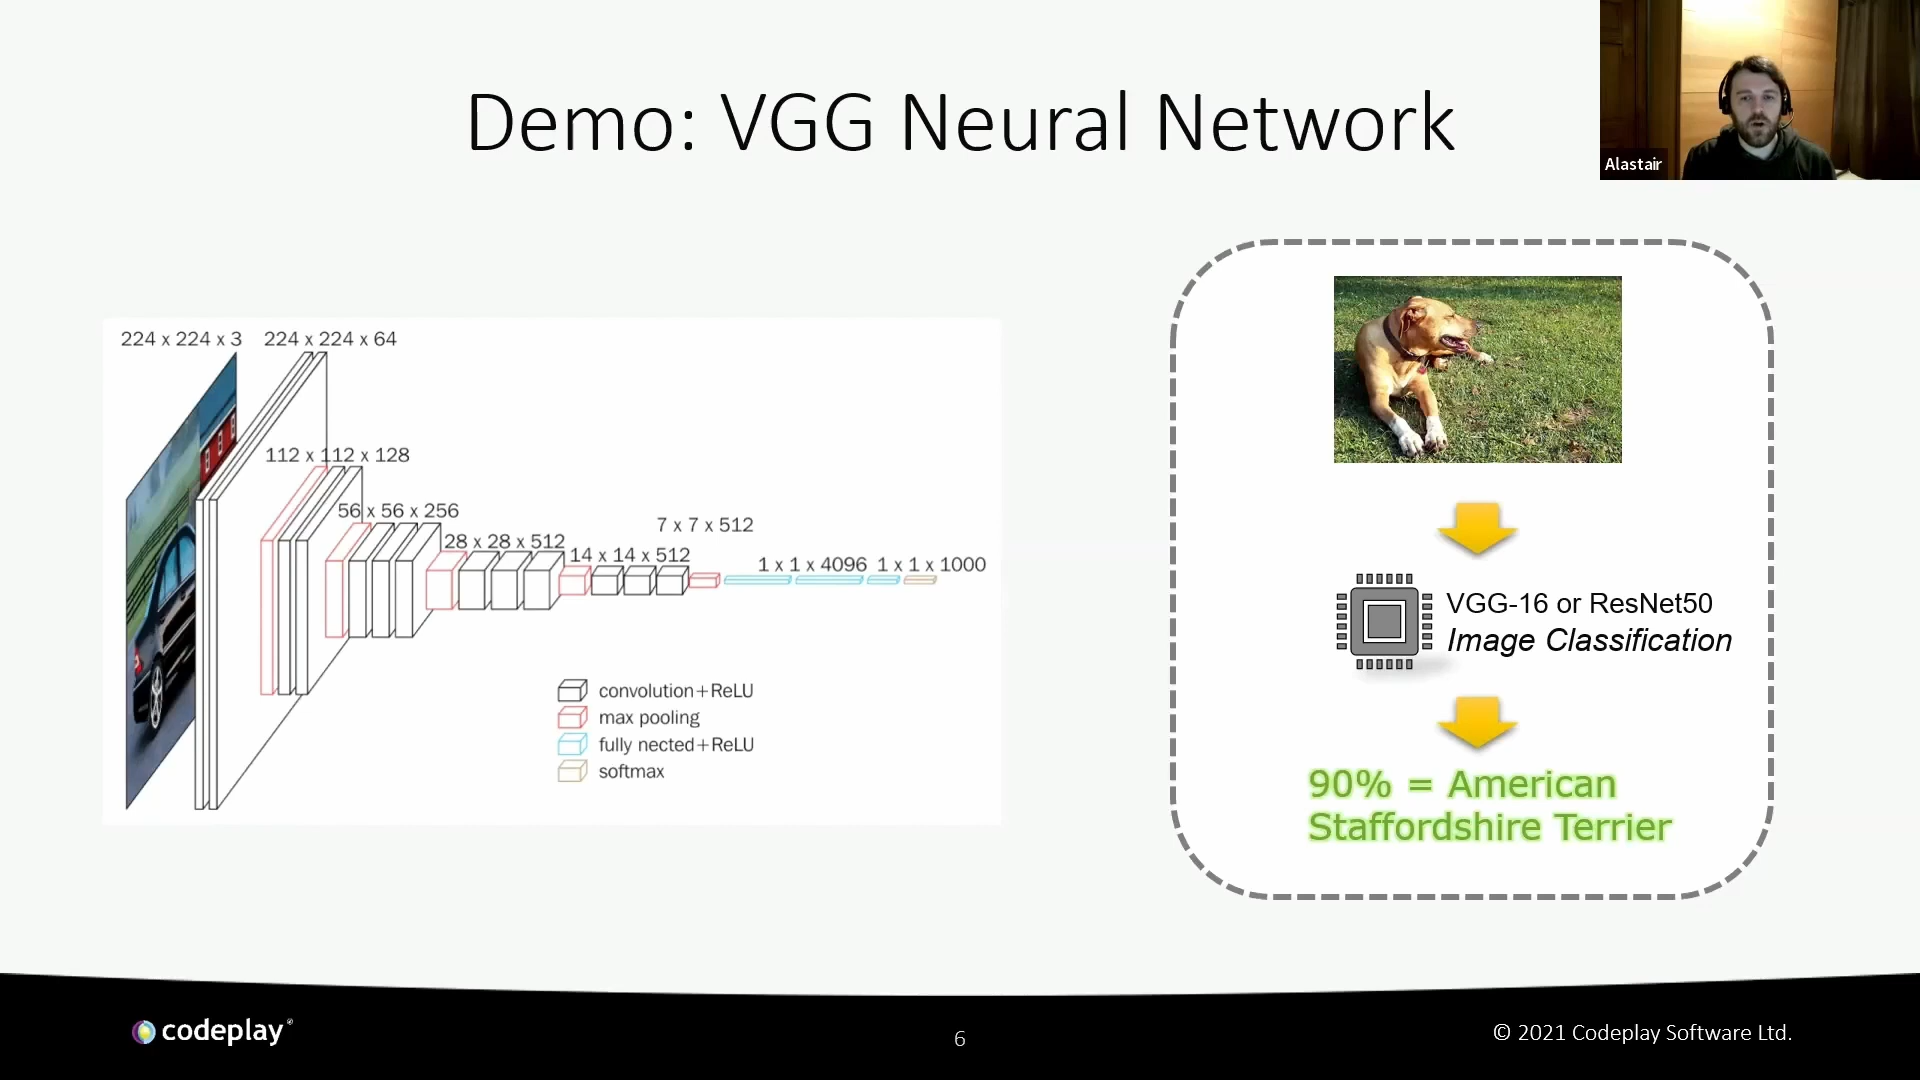 Demo: VGG Neural Network
Alastair
224 x 224 x 3
224 x 224 x 64
112 x 112 x 128
56 x 56 x 256
28 x 28 x 512
14 x 14 x 512
7 x 7 x 512
1 x 1 x 4096
1 x 1 x 1000
convolution+ReLU
max pooling
fully nected+ReLU
softmax
VGG-16 or ResNet50
Image Classification
90% = American
Staffordshire Terrier
codeplay
6
© 2021 Codeplay Software Ltd.